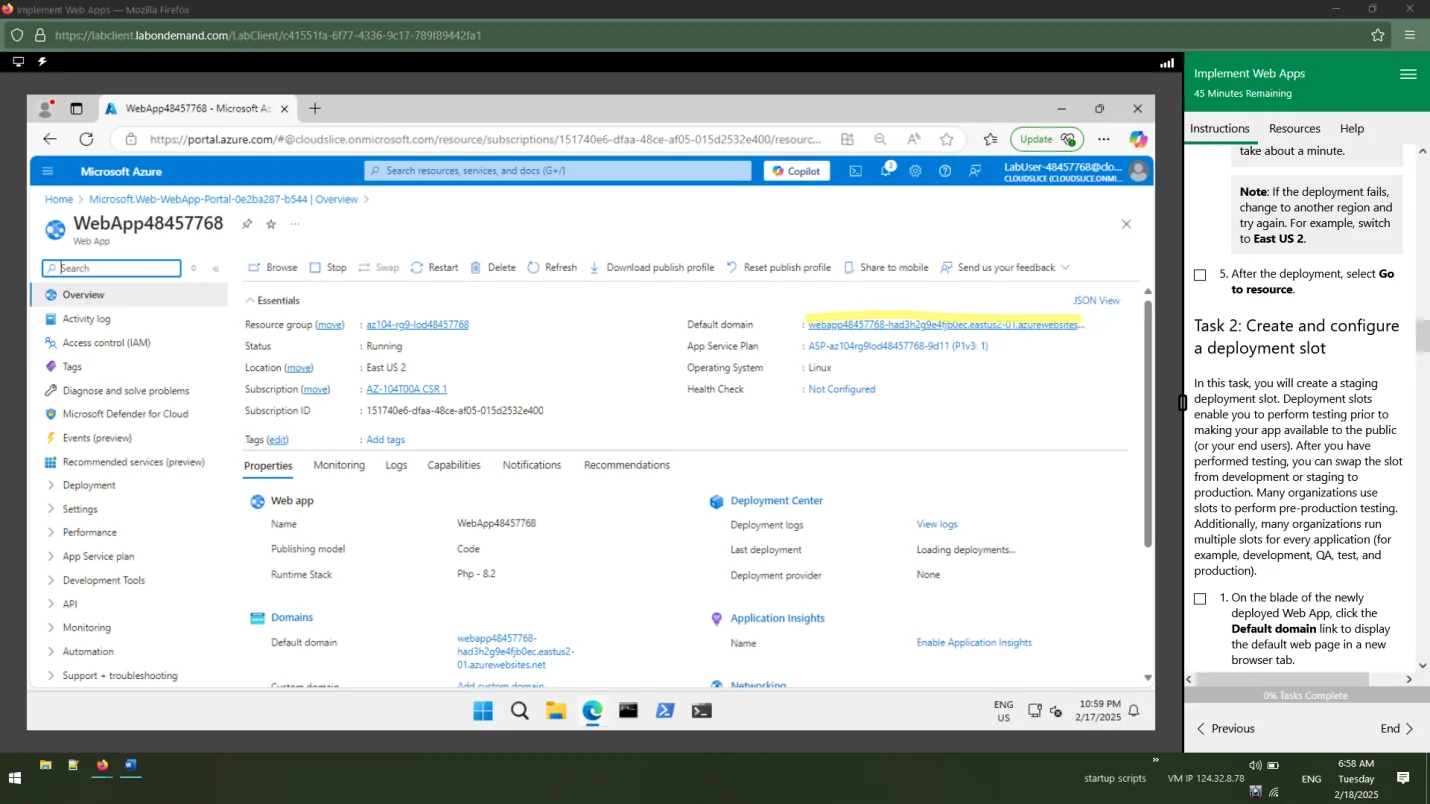 Implement Web Apps — Mozilla Firefox
https://labclient.labondemand.com/LabClient/c41551fa-6f77-4336-9c17-789f89442fa1
WebApp48457768 - Microsoft Az
https://portal.azure.com/#@cloudslice.onmicrosoft.com/resource/subscriptions/151740e6-dfaa-48ce-af05-015d2532e400/resourc...
Update
Microsoft Azure
Search resources, services, and docs (G+/)
Copilot
3
LabUser-48457768@clo...
CLOUDSLICE (CLOUDSLICE.ONMI...
Home > Microsoft.Web-WebApp-Portal-0e2ba287-b544 | Overview >
WebApp48457768
Web App
Search
Browse Stop Swap Restart Delete Refresh Download publish profile Reset publish profile Share to mobile Send us your feedback
Overview
Activity log
Access control (IAM)
Tags
Diagnose and solve problems
Microsoft Defender for Cloud
Events (preview)
Recommended services (preview)
Deployment
Settings
Performance
App Service plan
Development Tools
API
Monitoring
Automation
Support + troubleshooting
Essentials
JSON View
Resource group (move) : az104-rg9-lod48457768
Status : Running
Location (move) : East US 2
Subscription (move) : AZ-104T00A CSR 1
Subscription ID : 151740e6-dfaa-48ce-af05-015d2532e400
Tags (edit) : Add tags
Default domain : webapp48457768-had3h2g9e4fjb0ec.eastus2-01.azurewebsites...
App Service Plan : ASP-az104rg9lod48457768-9d11 (P1v3: 1)
Operating System : Linux
Health Check : Not Configured
Properties Monitoring Logs Capabilities Notifications Recommendations
Web app
Name WebApp48457768
Publishing model Code
Runtime Stack Php - 8.2
Domains
Default domain webapp48457768-
had3h2g9e4fjb0ec.eastus2-
01.azurewebsites.net
Custom domain Add custom domain
Deployment Center
Deployment logs View logs
Last deployment Loading deployments...
Deployment provider None
Application Insights
Name Enable Application Insights
Networking
ENG
US
10:59 PM
2/17/2025
Implement Web Apps
45 Minutes Remaining
Instructions Resources Help
take about a minute.
Note: If the deployment fails,
change to another region and
try again. For example, switch
to East US 2.
5. After the deployment, select Go
to resource.
Task 2: Create and configure
a deployment slot
In this task, you will create a staging
deployment slot. Deployment slots
enable you to perform testing prior to
making your app available to the public
(or your end users). After you have
performed testing, you can swap the slot
from development or staging to
production. Many organizations use
slots to perform pre-production testing.
Additionally, many organizations run
multiple slots for every application (for
example, development, QA, test, and
production).
1. On the blade of the newly
deployed Web App, click the
Default domain link to display
the default web page in a new
browser tab.
0% Tasks Complete
Previous
End
startup scripts
VM IP 124.32.8.78
ENG
6:58 AM
Tuesday
2/18/2025